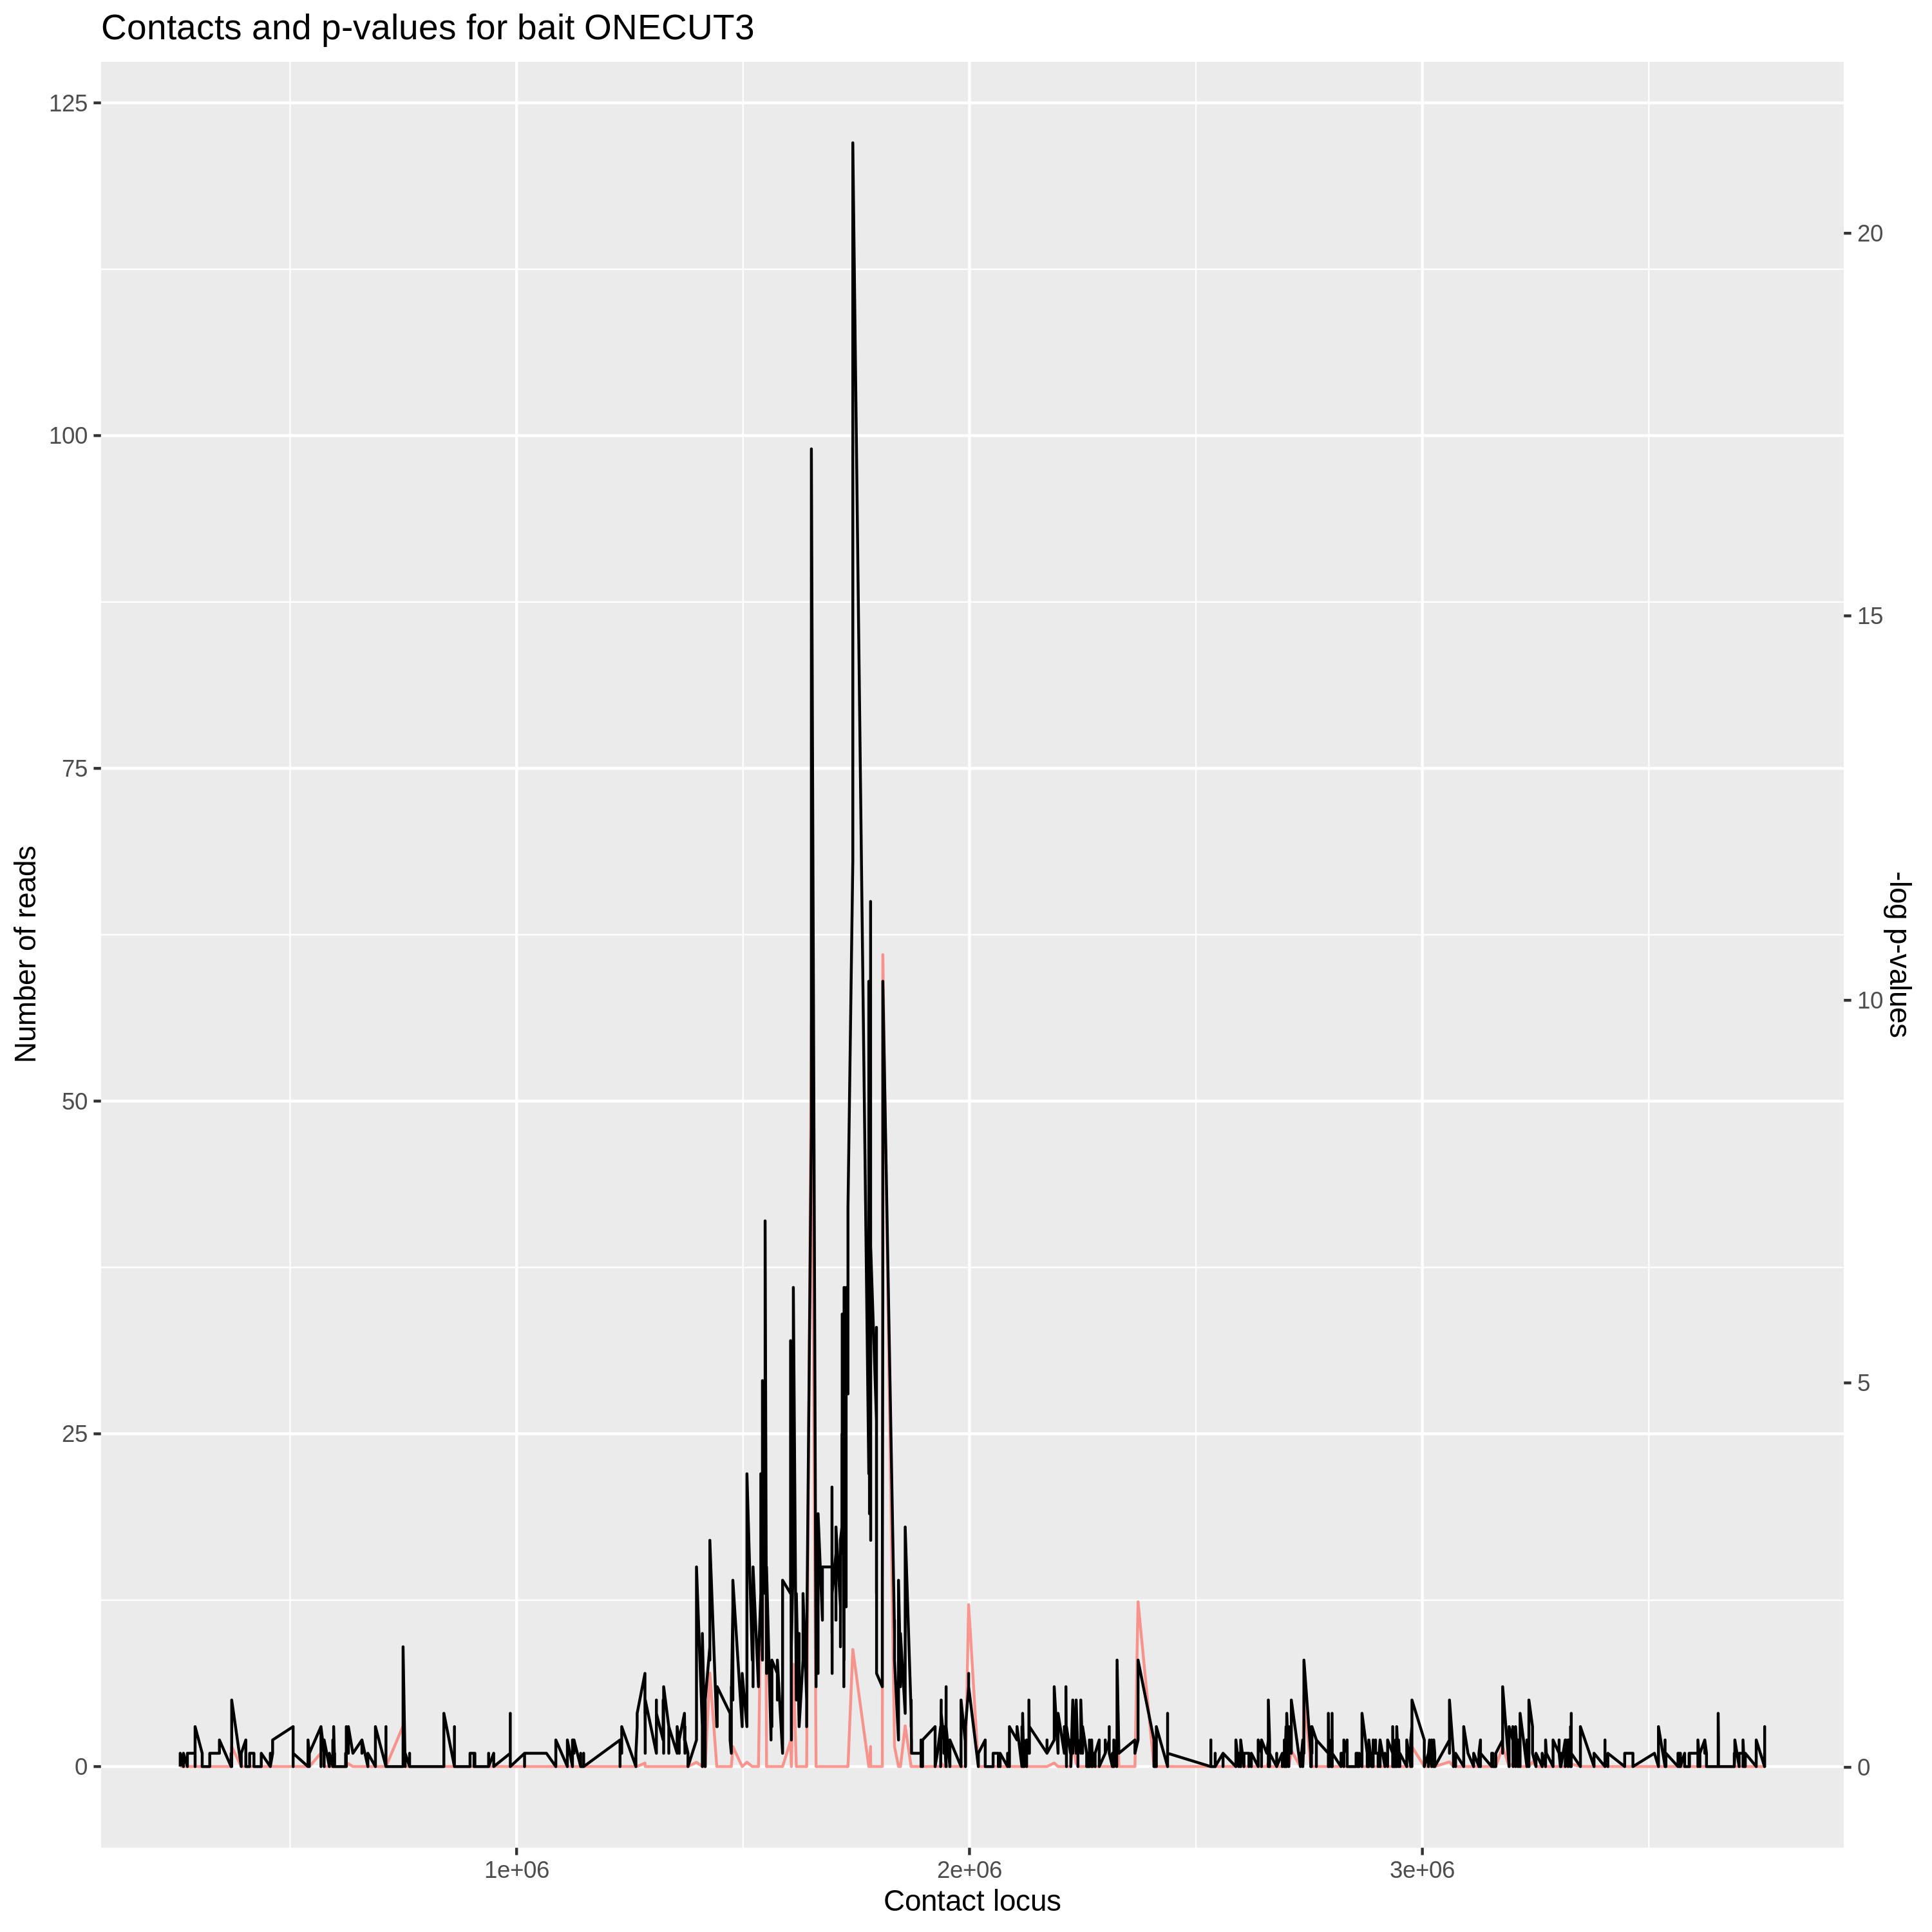 Contacts and p-values for bait ONECUT3
125
100
75
50
25
0
Number of reads
20
15
10
5
0
-log p-values
1e+06
2e+06
3e+06
Contact locus